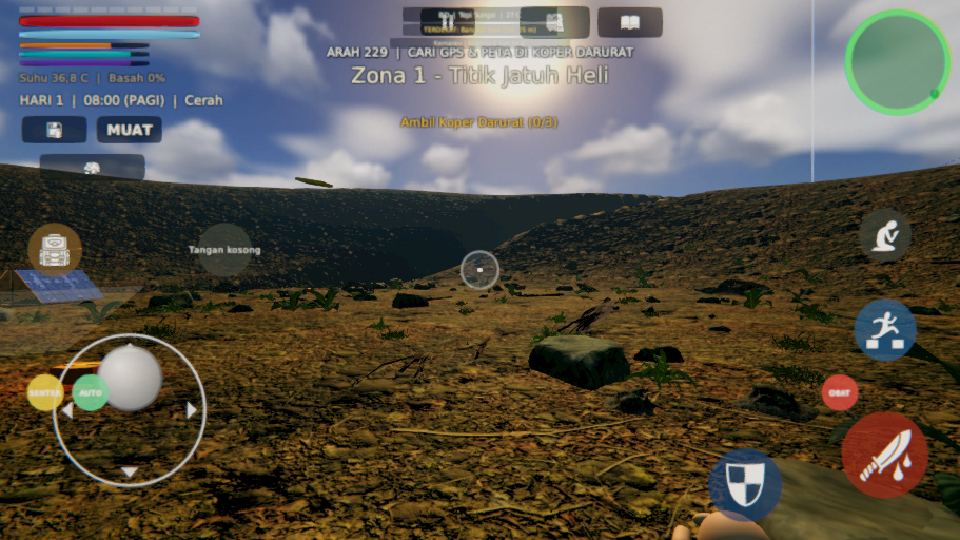 ARAH 229 | CARI GPS & PETA DI KOPER DARURAT
Zona 1 - Titik Jatuh Heli
Ambil Koper Darurat (0/3)
Suhu 36,8 C | Basah 0%
HARI 1 | 08:00 (PAGI) | Cerah
MUAT
Tangan kosong
SENTER
AUTO
OBAT